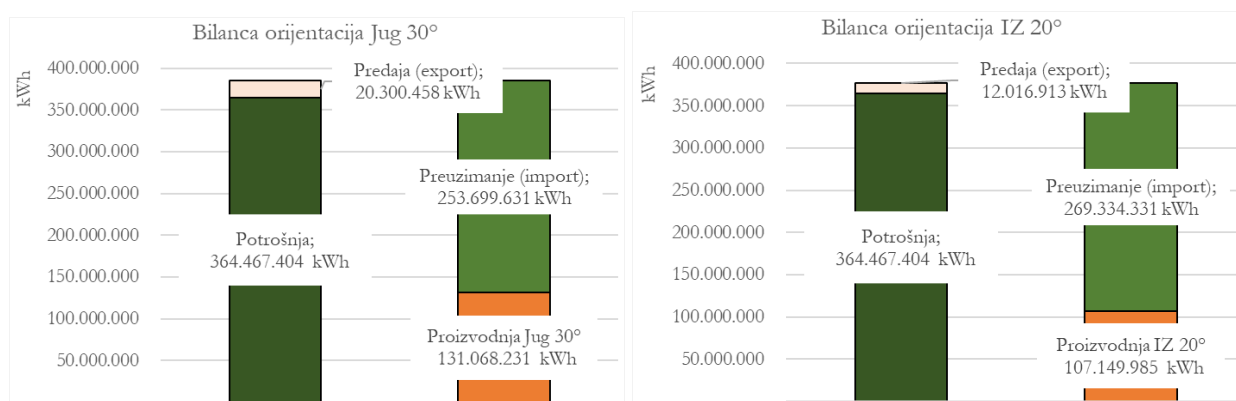 Bilanca orijentacija Jug 30°
kWh
400.000.000
350.000.000
300.000.000
250.000.000
200.000.000
150.000.000
100.000.000
50.000.000
Predaja (export);
20.300.458 kWh
Preuzimanje (import);
253.699.631 kWh
Potrošnja;
364.467.404 kWh
Proizvodnja Jug 30°
131.068.231 kWh
Bilanca orijentacija IZ 20°
kWh
400.000.000
350.000.000
300.000.000
250.000.000
200.000.000
150.000.000
100.000.000
50.000.000
Predaja (export);
12.016.913 kWh
Preuzimanje (import);
269.334.331 kWh
Potrošnja;
364.467.404 kWh
Proizvodnja IZ 20°
107.149.985 kWh